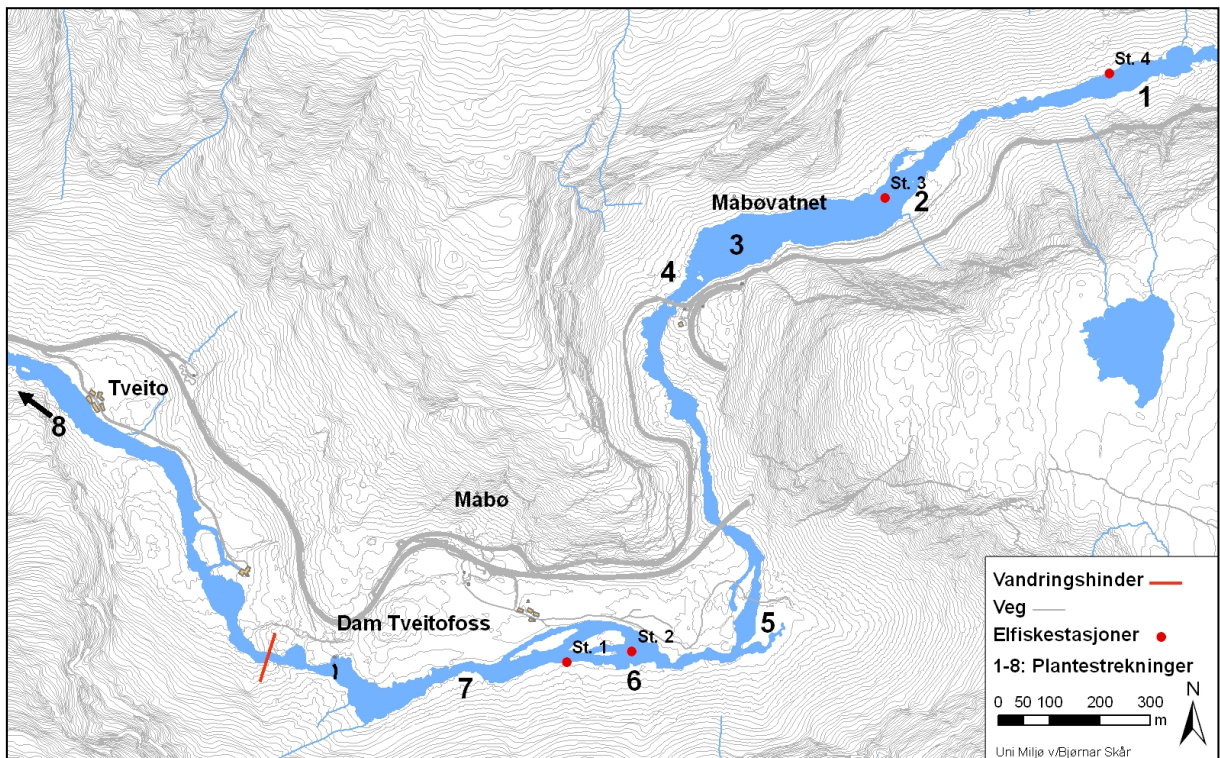 St. 4
1
St. 3
2
Måbøvatnet
3
4
Tveito
8
Måbø
Dam Tveitofoss
5
St. 2
St. 1
6
7
Vandringshinder
Veg
Elfiskestasjoner
1-8: Plantestrekninger
N
0 50 100 200 300
m
Uni Miljø v/Bjørnar Skår